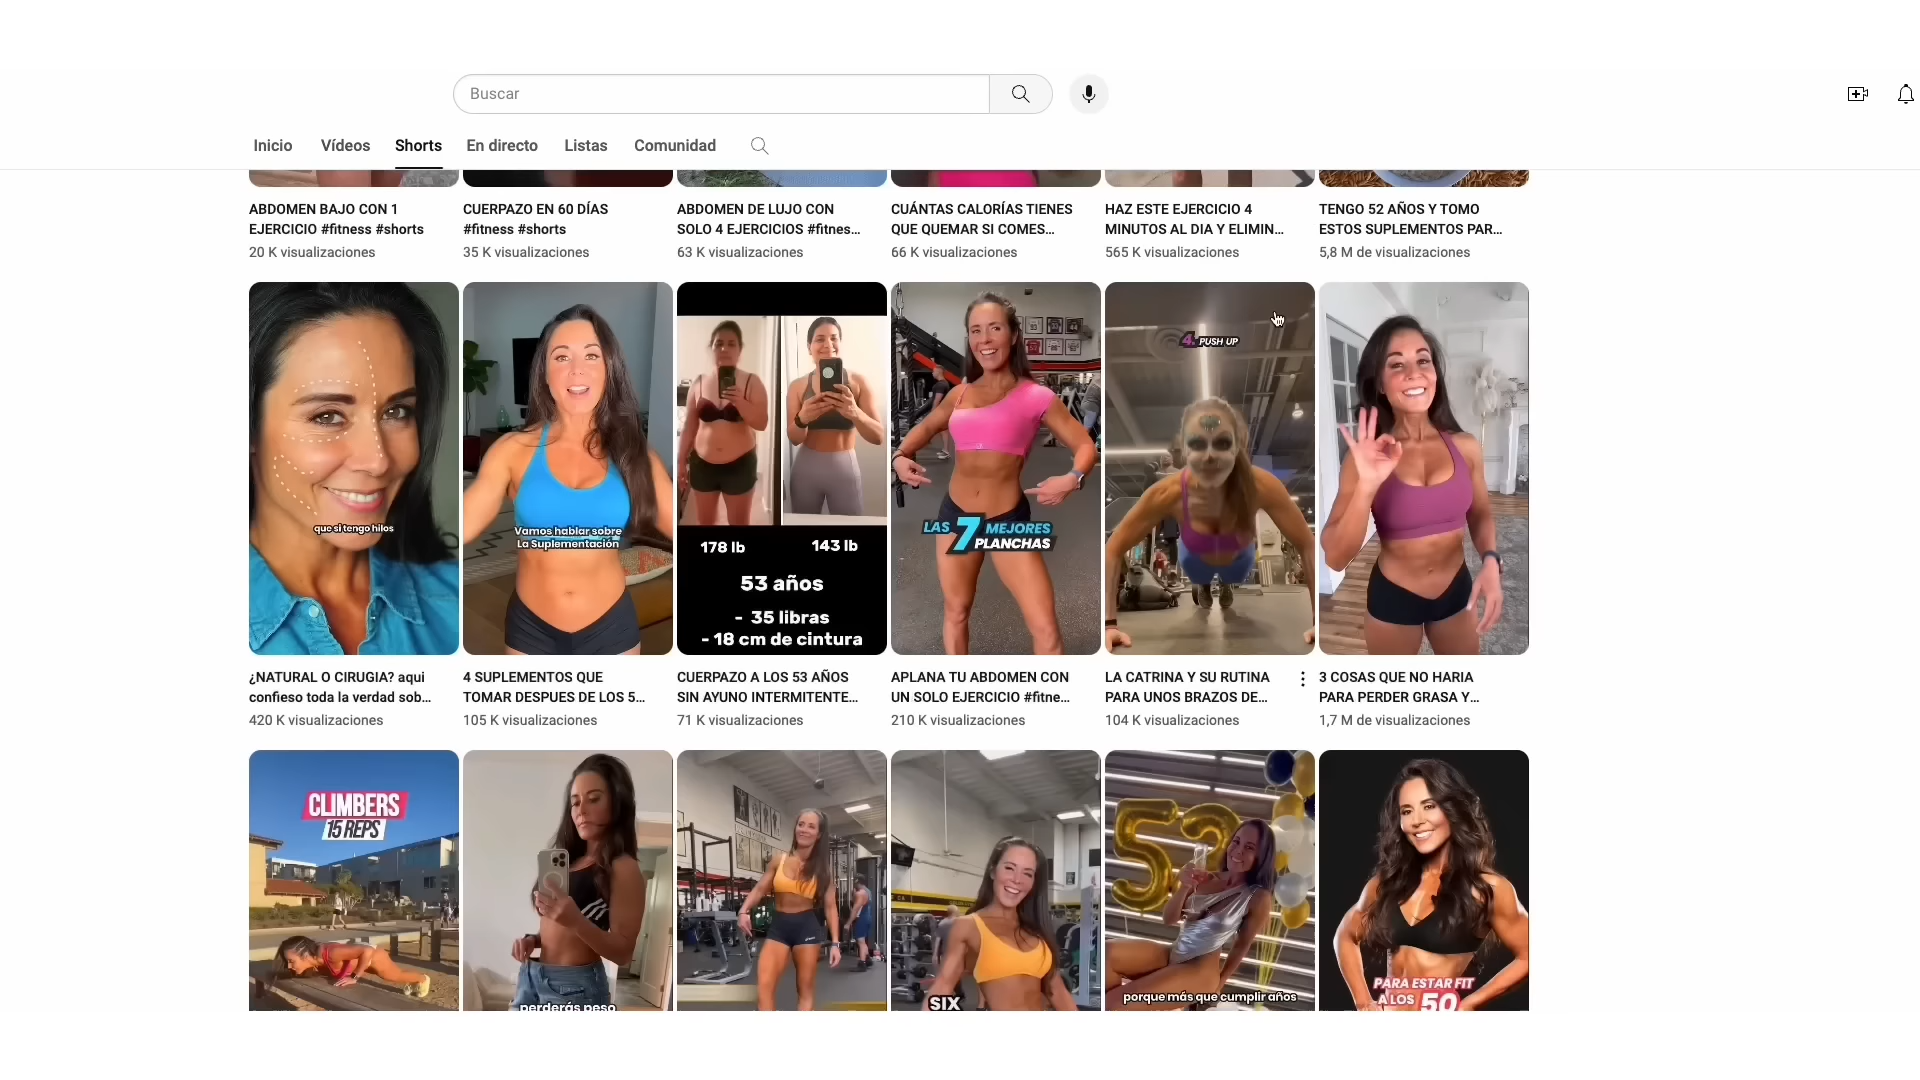 Buscar
Inicio
Vídeos
Shorts
En directo
Listas
Comunidad
ABDOMEN BAJO CON 1
EJERCICIO #fitness #shorts
20 K visualizaciones
CUERPAZO EN 60 DÍAS
#fitness #shorts
35 K visualizaciones
ABDOMEN DE LUJO CON
SOLO 4 EJERCICIOS #fitnes...
63 K visualizaciones
CUÁNTAS CALORÍAS TIENES
QUE QUEMAR SI COMES...
66 K visualizaciones
HAZ ESTE EJERCICIO 4
MINUTOS AL DIA Y ELIMIN...
565 K visualizaciones
TENGO 52 AÑOS Y TOMO
ESTOS SUPLEMENTOS PAR...
5,8 M de visualizaciones
que si tengo hilos
¿NATURAL O CIRUGIA? aqui
confieso toda la verdad sob...
420 K visualizaciones
Vamos hablar sobre
La Suplementación
4 SUPLEMENTOS QUE
TOMAR DESPUES DE LOS 5...
105 K visualizaciones
178 lb
143 lb
53 años
- 35 libras
- 18 cm de cintura
CUERPAZO A LOS 53 AÑOS
SIN AYUNO INTERMITENTE...
71 K visualizaciones
LAS 7 MEJORES
PLANCHAS
APLANA TU ABDOMEN CON
UN SOLO EJERCICIO #fitne...
210 K visualizaciones
4. PUSH UP
LA CATRINA Y SU RUTINA
PARA UNOS BRAZOS DE...
104 K visualizaciones
3 COSAS QUE NO HARIA
PARA PERDER GRASA Y...
1,7 M de visualizaciones
CLIMBERS
15 REPS
perderás peso
SIX
52
porque más que cumplir años
PARA ESTAR FIT
A LOS 50